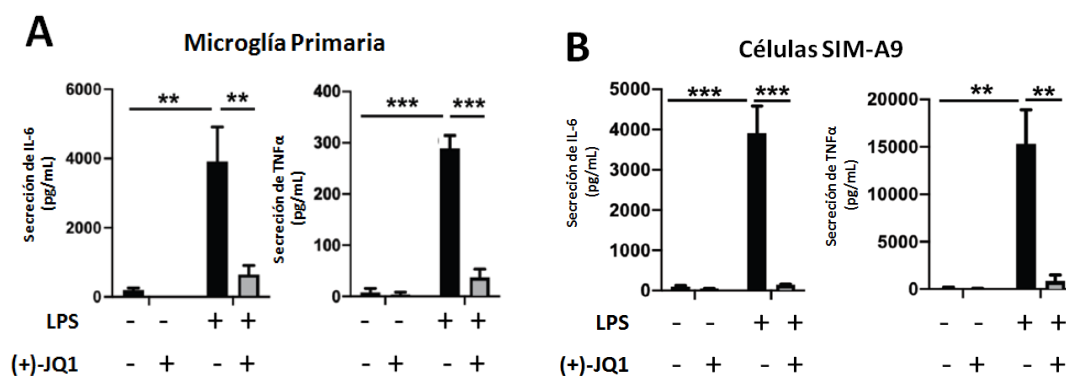 A
Microglía Primaria
B
Células SIM-A9
Secreción de IL-6
(pg/mL)
6000
4000
2000
0
** **
Secreción de TNFα
(pg/mL)
400
300
200
100
0
*** ***
Secreción de IL-6
(pg/mL)
5000
4000
3000
2000
1000
0
*** ***
Secreción de TNFα
(pg/mL)
20000
15000
10000
5000
0
** **
LPS - - + + - - + +
(+)-JQ1 - + - + - + - +
LPS - - + + - - + +
(+)-JQ1 - + - + - + - +